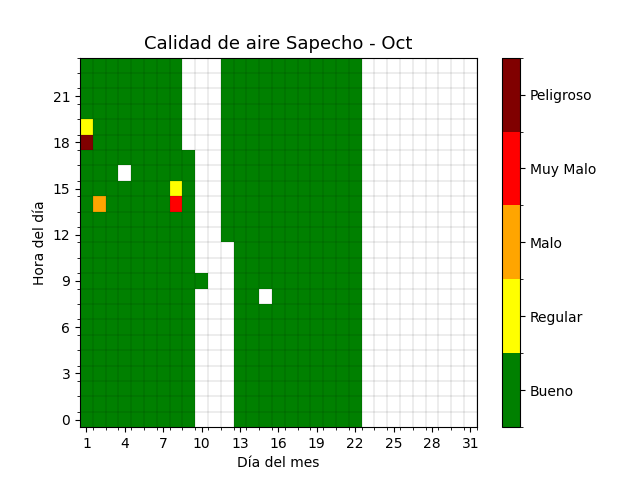 Calidad de aire Sapecho - Oct
Hora del día
21
18
15
12
9
6
3
0
1 4 7 10 13 16 19 22 25 28 31
Día del mes
Peligroso
Muy Malo
Malo
Regular
Bueno